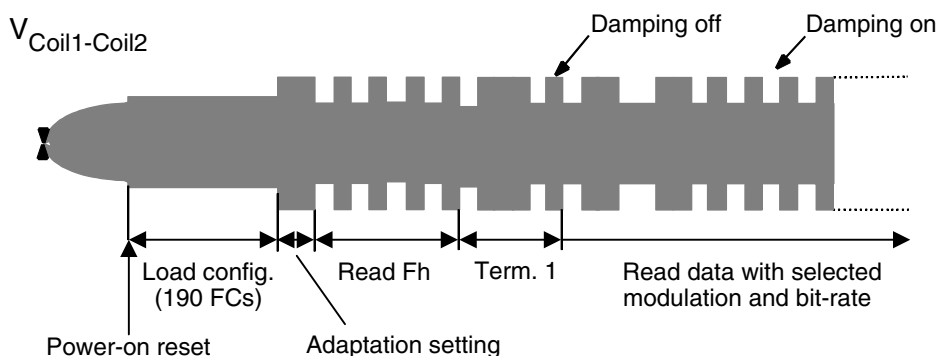 V Coil1-Coil2
Damping off
Damping on
Load config.
(190 FCs)
Read Fh
Term. 1
Read data with selected
modulation and bit-rate
Power-on reset
Adaptation setting